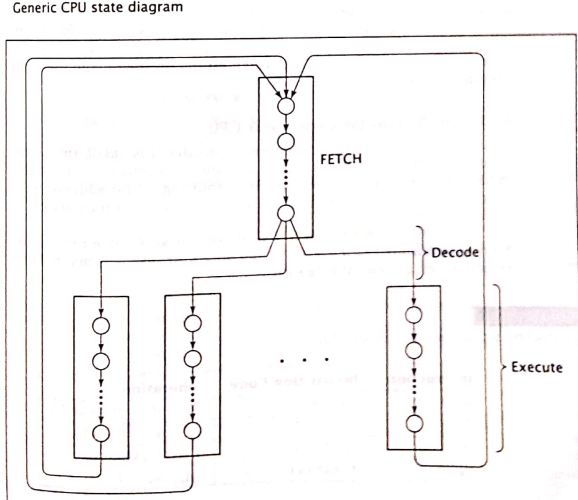 Generic CPU state diagram
FETCH
Decode
Execute